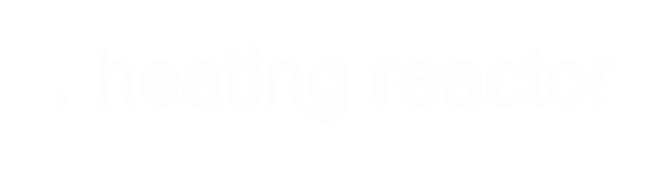 . heating reactor